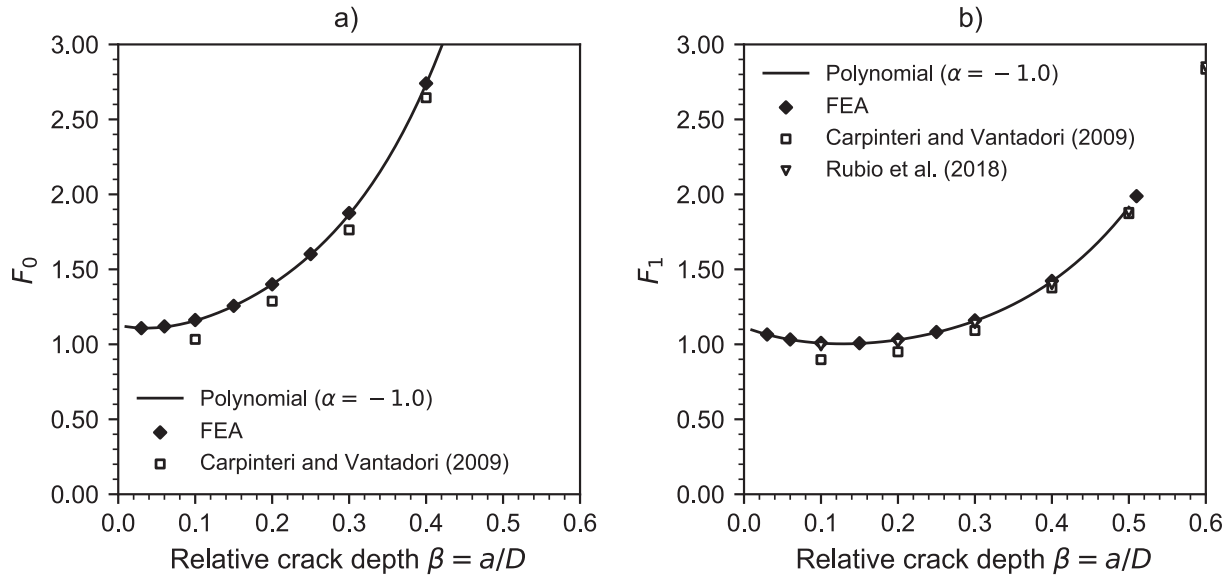 a)
3.00
2.50
2.00
1.50
1.00
0.50
0.00
F₀
Polynomial (α = − 1.0)
FEA
Carpinteri and Vantadori (2009)
0.0 0.1 0.2 0.3 0.4 0.5 0.6
Relative crack depth β = a/D
b)
3.00
2.50
2.00
1.50
1.00
0.50
0.00
F₁
Polynomial (α = − 1.0)
FEA
Carpinteri and Vantadori (2009)
Rubio et al. (2018)
0.0 0.1 0.2 0.3 0.4 0.5 0.6
Relative crack depth β = a/D